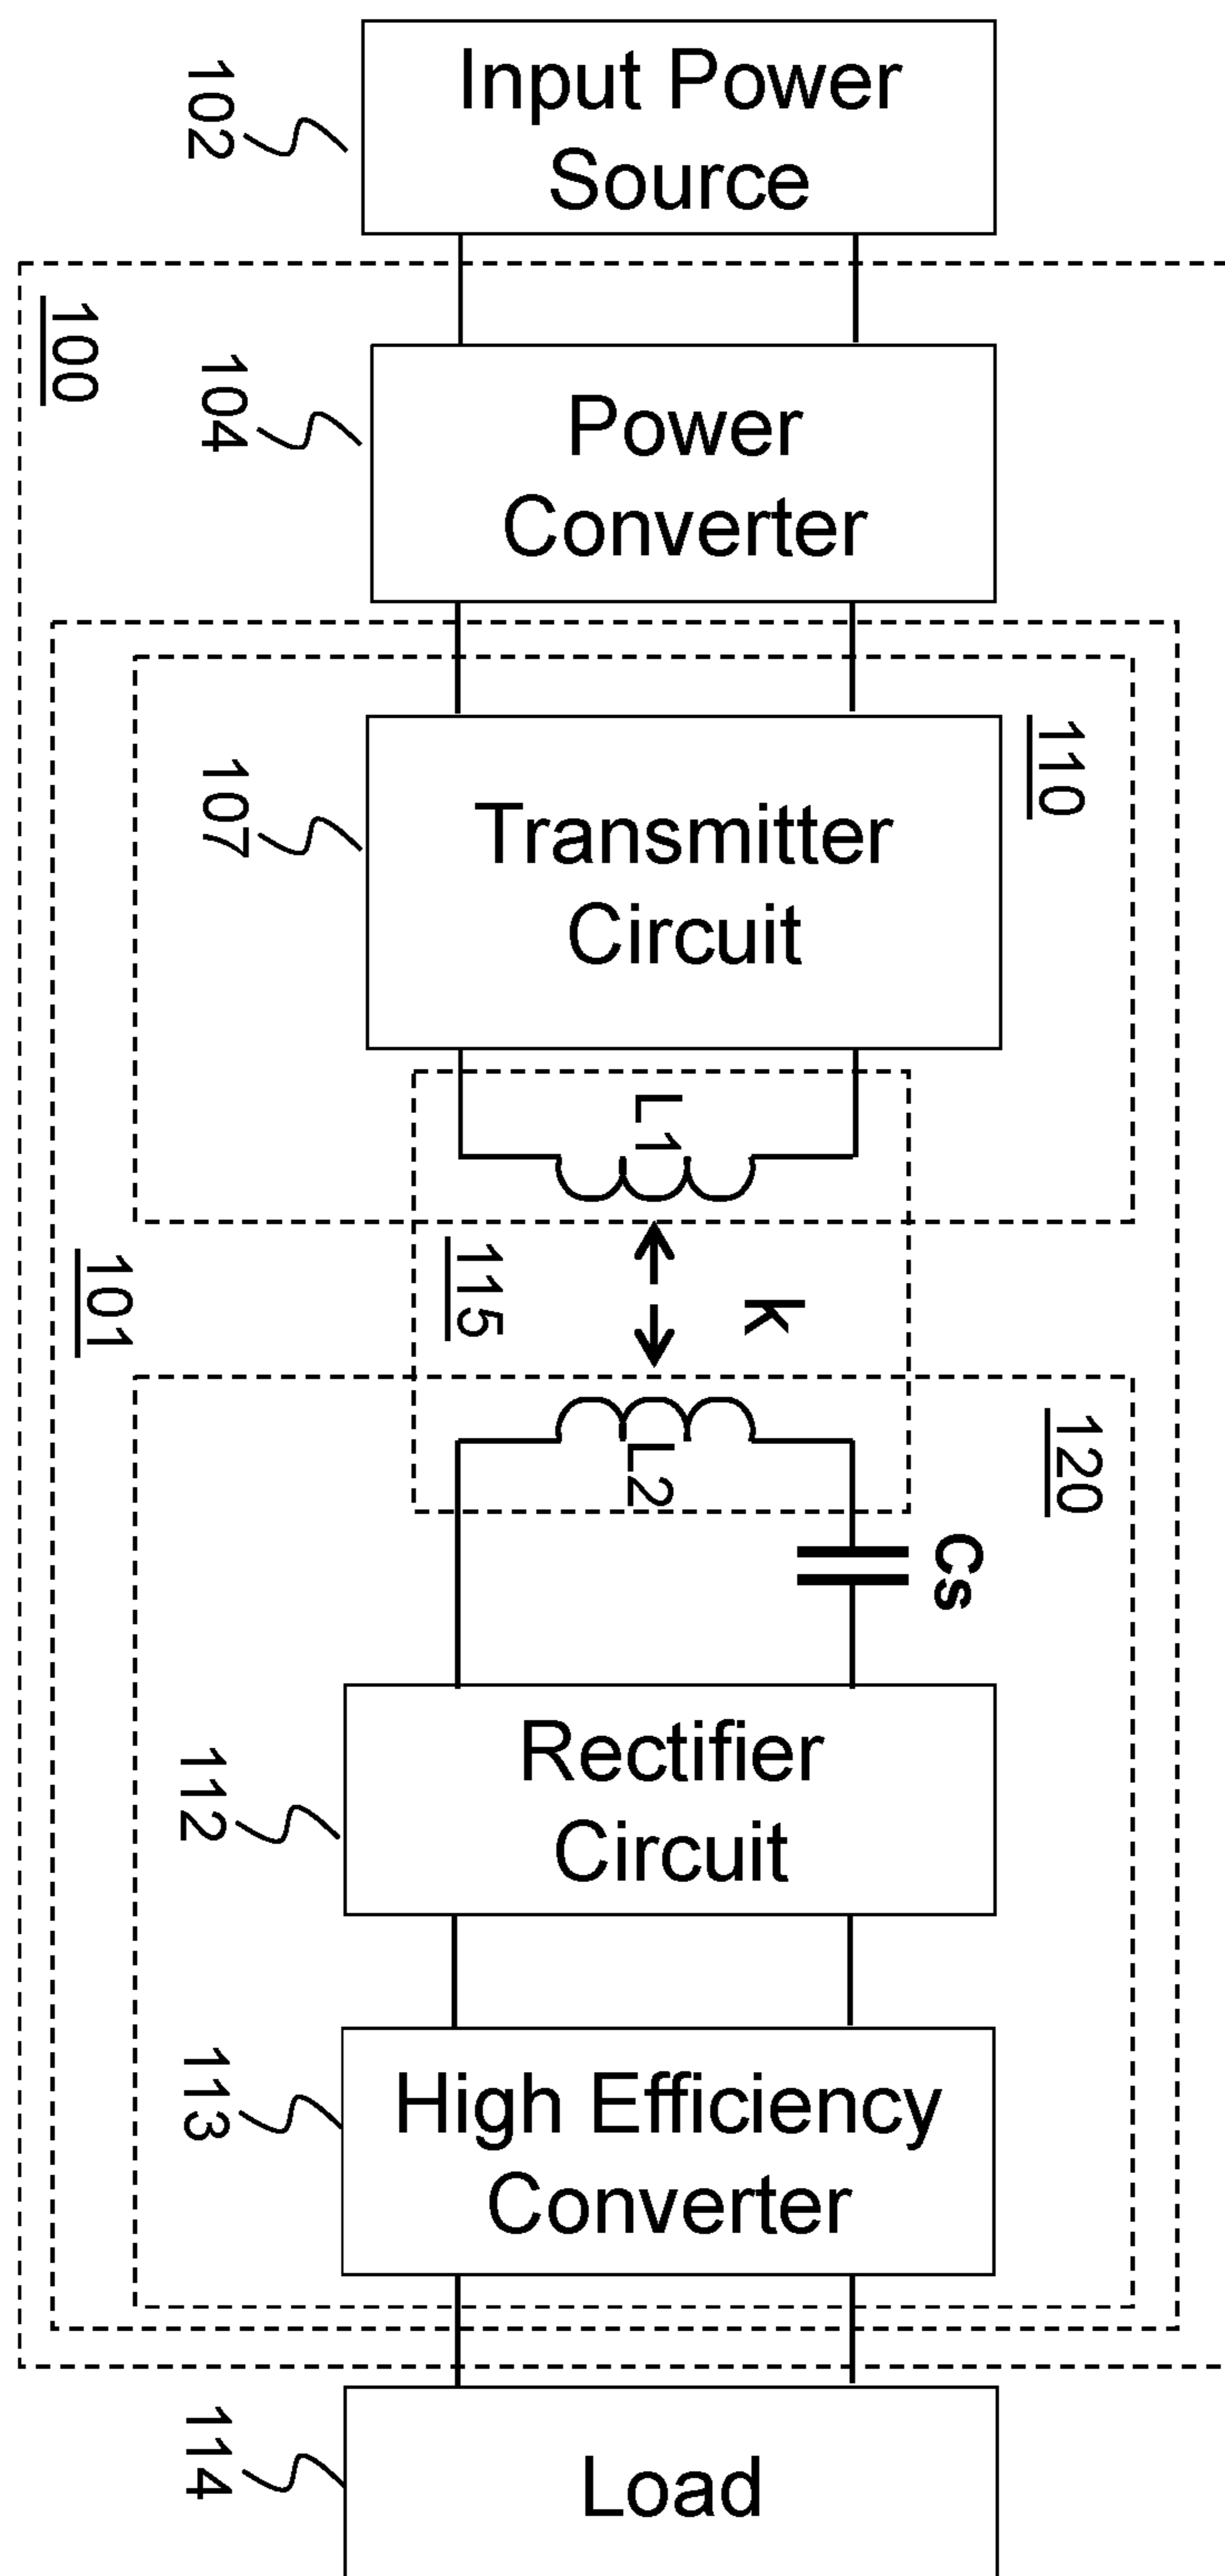 Input Power
Source
102
100
Power
Converter
104
110
Transmitter
Circuit
107
L1
115
k
101
120
L2
Cs
Rectifier
Circuit
112
High Efficiency
Converter
113
Load
114